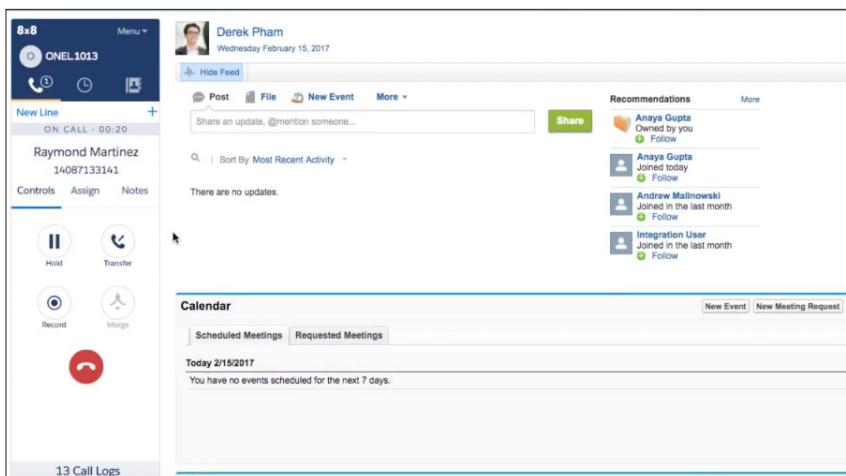 8x8
Menu
O ONEL.1013
1
New Line +
ON CALL - 00:20
Raymond Martinez
14087133141
Controls Assign Notes
Hold Transfer
Record Merge
13 Call Logs
Derek Pham
Wednesday February 15, 2017
Hide Feed
Post File New Event More
Share an update, @mention someone...
Share
Sort By Most Recent Activity
There are no updates.
Recommendations More
Anaya Gupta
Owned by you
Follow
Anaya Gupta
Joined today
Follow
Andrew Malinowski
Joined in the last month
Follow
Integration User
Joined in the last month
Follow
Calendar
New Event New Meeting Request
Scheduled Meetings Requested Meetings
Today 2/15/2017
You have no events scheduled for the next 7 days.